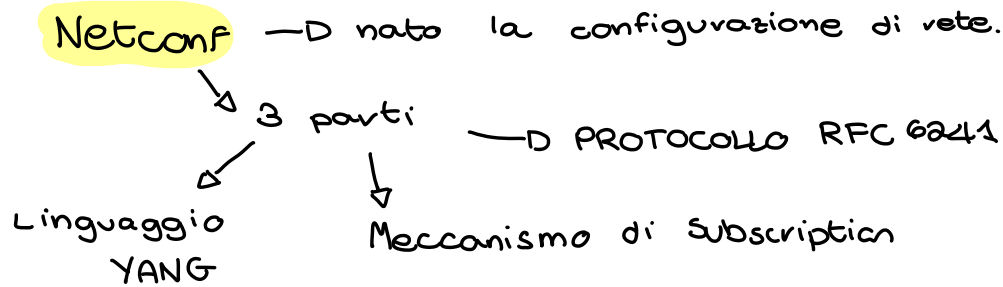 Netconf → nato la configurazione di rete.
3 parti → PROTOCOLLO RFC 6241
Linguaggio YANG
Meccanismo di Subscription